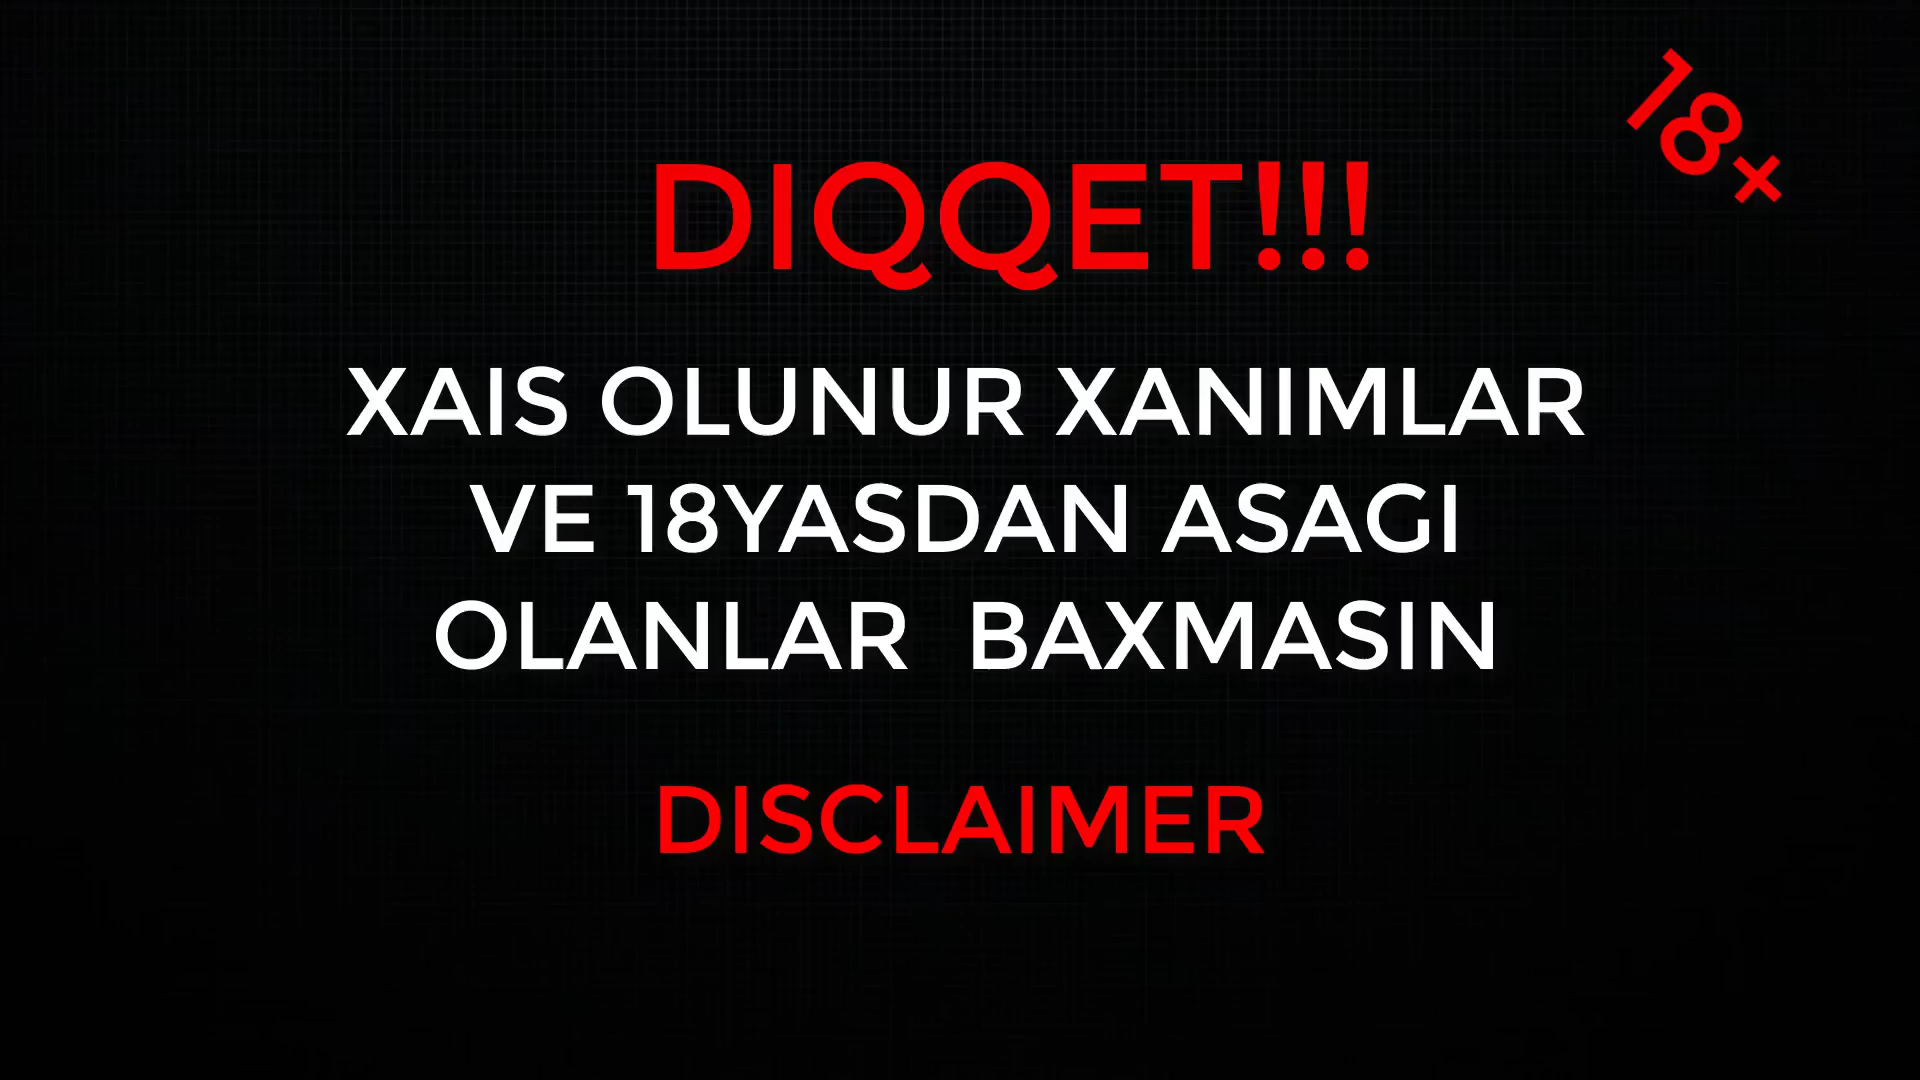 18+
DIQQET!!!
XAIS OLUNUR XANIMLAR
VE 18YASDAN ASAGI
OLANLAR BAXMASIN
DISCLAIMER